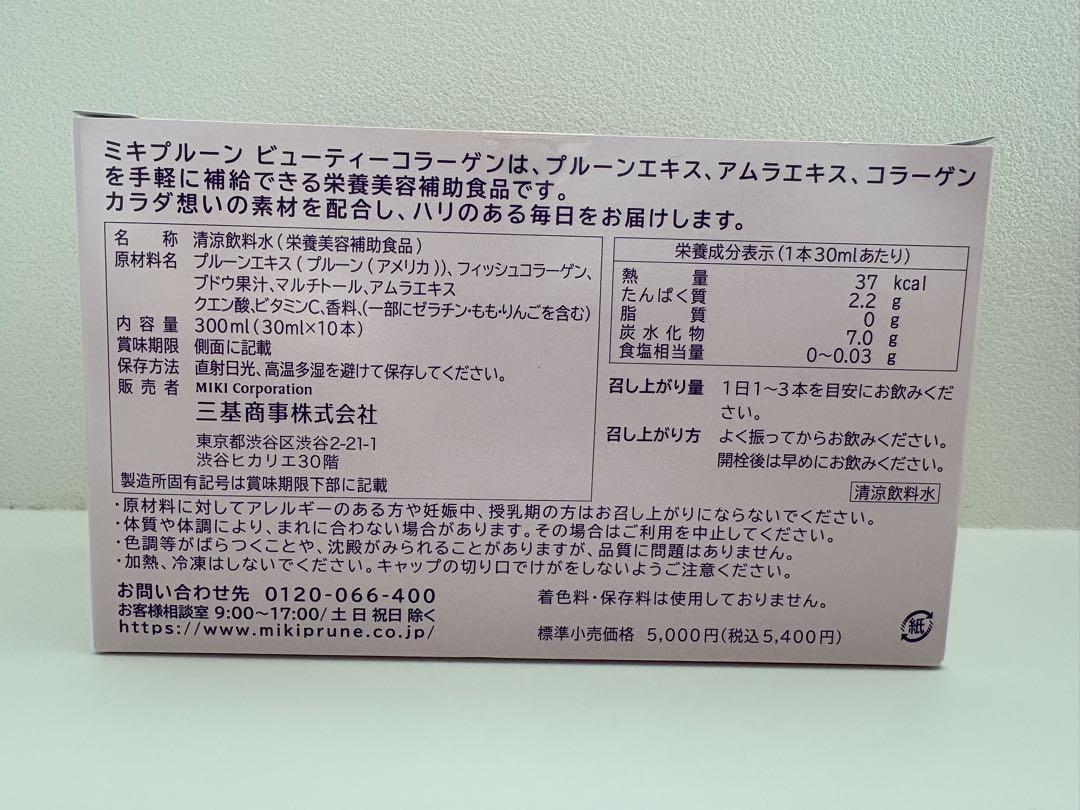 ミキプルーン ビューティーコラーゲンは、プルーンエキス、アムラエキス、コラーゲン
を手軽に補給できる栄養美容補助食品です。
カラダ想いの素材を配合し、ハリのある毎日をお届けします。
名称 清涼飲料水(栄養美容補助食品)
原材料名 プルーンエキス(プルーン(アメリカ))、フィッシュコラーゲン、
ブドウ果汁、マルチトール、アムラエキス
クエン酸、ビタミンC、香料、(一部にゼラチン・もも・りんごを含む)
内容量 300ml(30ml×10本)
賞味期限 側面に記載
保存方法 直射日光、高温多湿を避けて保存してください。
販売者 MIKI Corporation
三基商事株式会社
東京都渋谷区渋谷2-21-1
渋谷ヒカリエ30階
製造所固有記号は賞味期限下部に記載
栄養成分表示(1本30mlあたり)
熱量 37 kcal
たんぱく質 2.2 g
脂質 0 g
炭水化物 7.0 g
食塩相当量 0〜0.03 g
召し上がり量 1日1〜3本を目安にお飲みくだ
さい。
召し上がり方 よく振ってからお飲みください。
開栓後は早めにお飲みください。
清涼飲料水
・原材料に対してアレルギーのある方や妊娠中、授乳期の方はお召し上がりにならないでください。
・体質や体調により、まれに合わない場合があります。その場合はご利用を中止してください。
・色調等がばらつくことや、沈殿がみられることがありますが、品質に問題はありません。
・加熱、冷凍はしないでください。キャップの切り口でけがをしないようご注意ください。
お問い合わせ先 0120-066-400
お客様相談室 9:00〜17:00/土 日 祝日 除く
https://www.mikiprune.co.jp/
着色料・保存料は使用しておりません。
標準小売価格 5,000円(税込5,400円)
紙